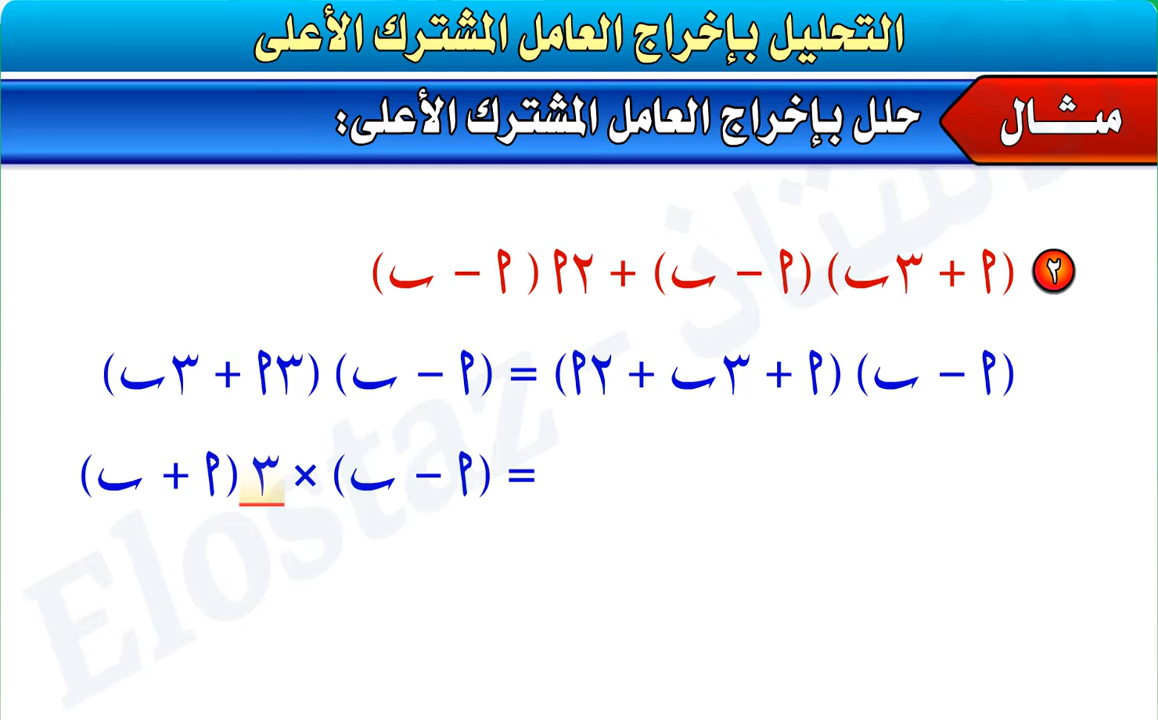 التحليل بإخراج العامل المشترك الأعلى
مثال حلل بإخراج العامل المشترك الأعلى:
٢ (أ + ٣ب) (أ − ب) + ٢أ (أ − ب)
(أ − ب) (أ + ٣ب + ٢أ) = (أ − ب) (٣أ + ٣ب)
= (أ − ب) × ٣ (أ + ب)
الأستاذ - Elostaz